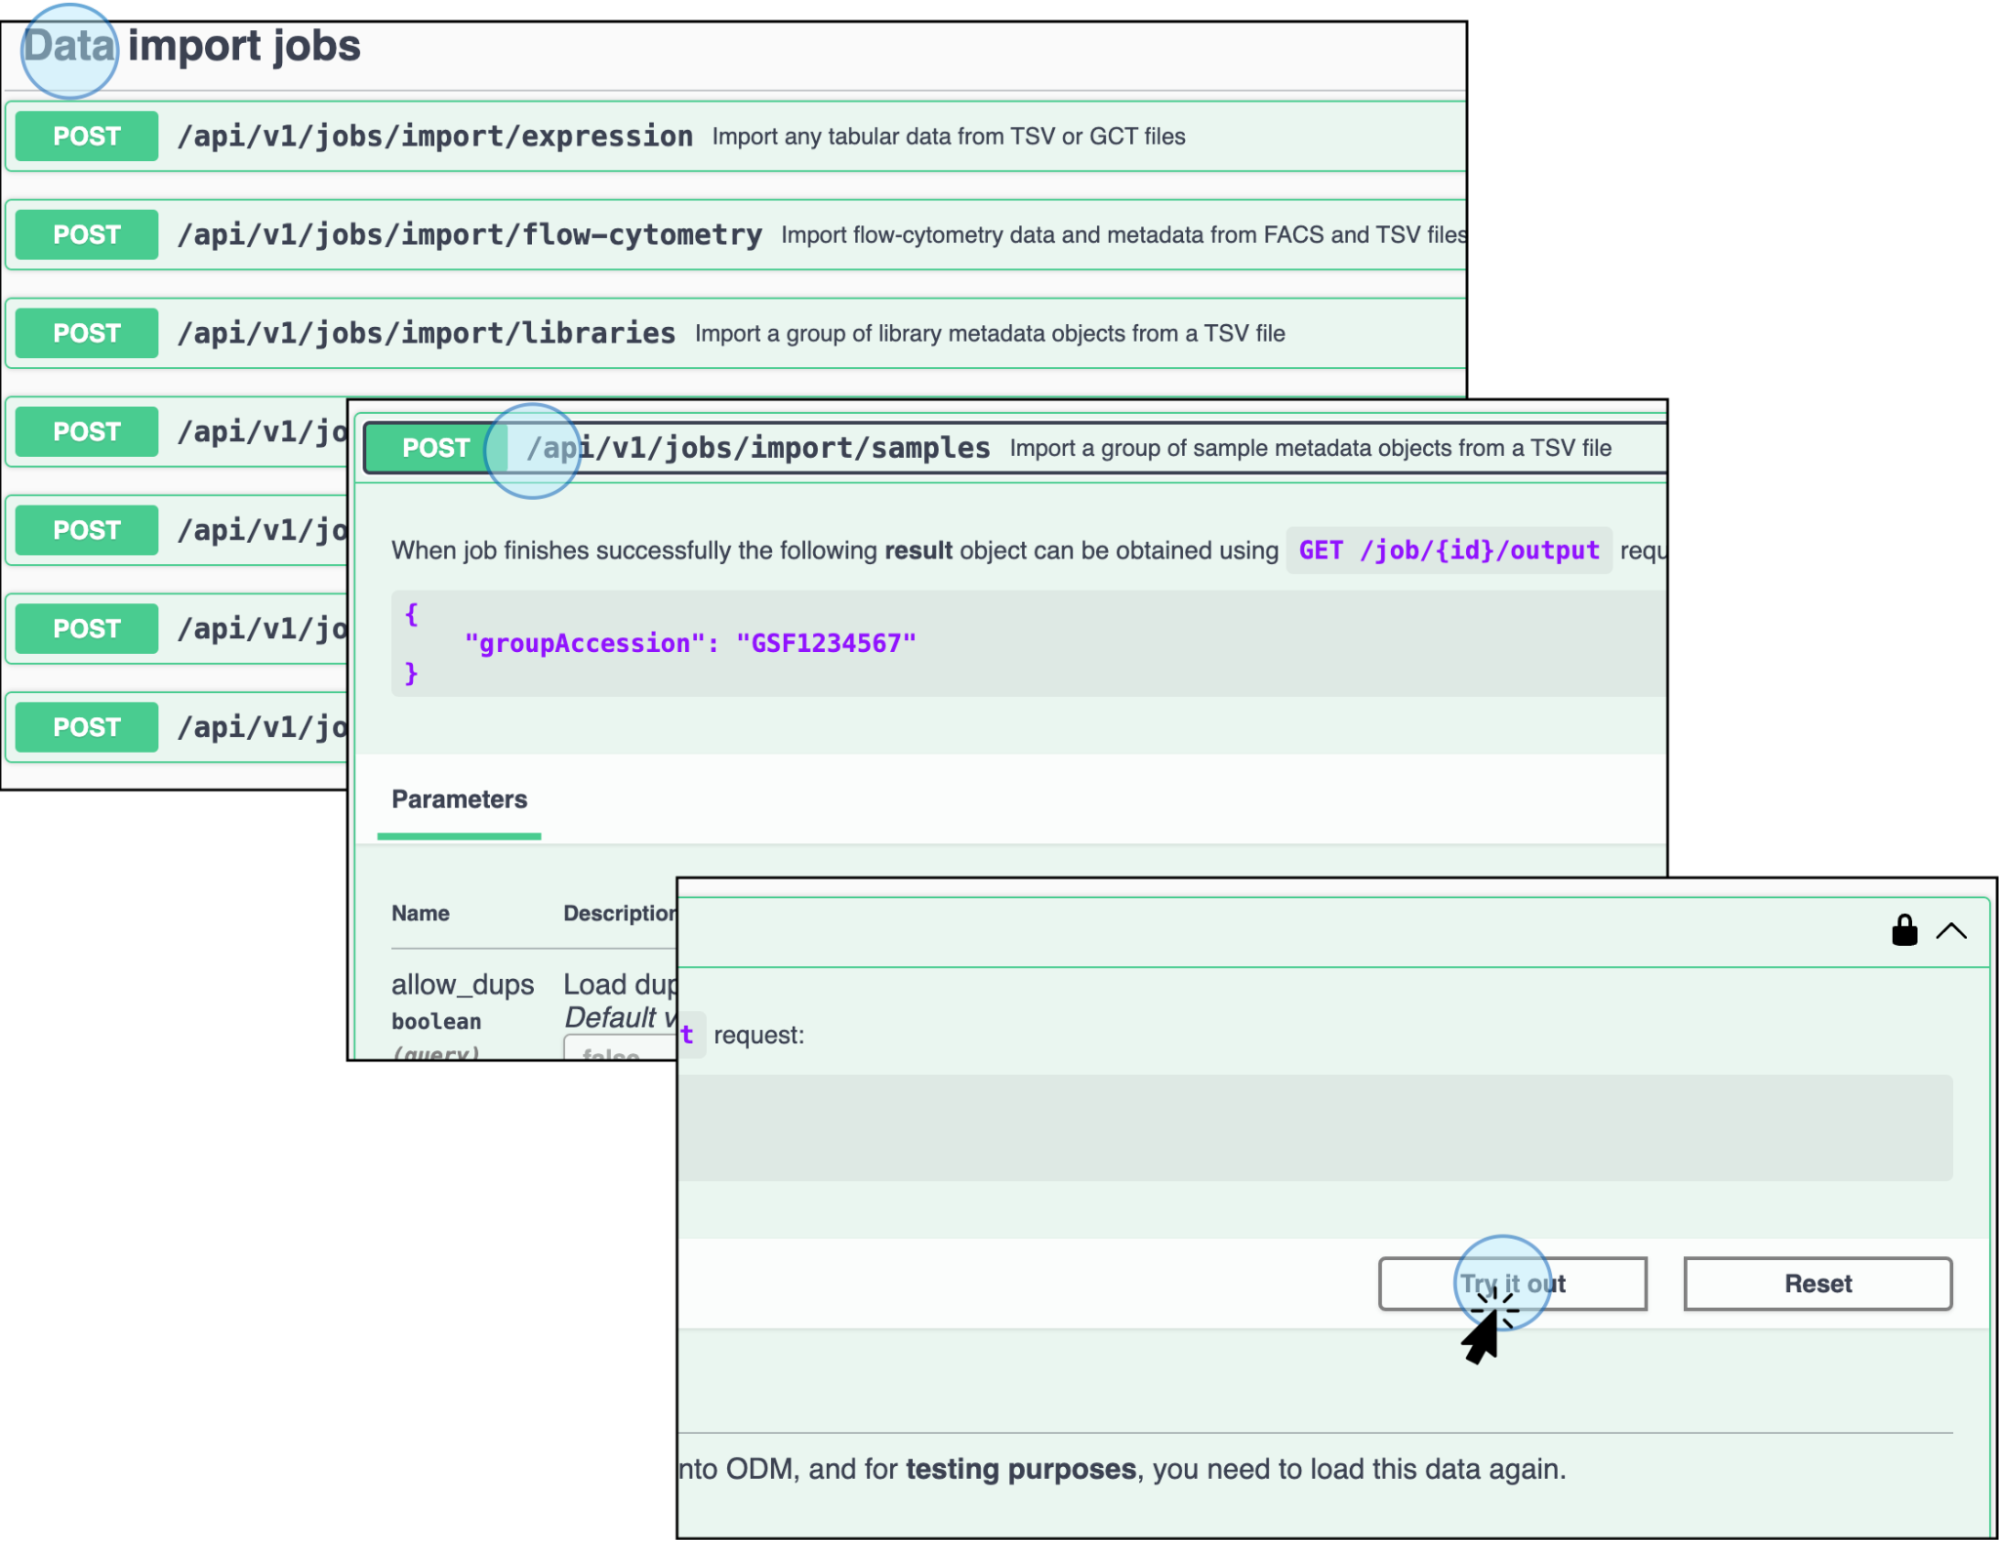 Data import jobs
POST /api/v1/jobs/import/expression Import any tabular data from TSV or GCT files
POST /api/v1/jobs/import/flow-cytometry Import flow-cytometry data and metadata from FACS and TSV files
POST /api/v1/jobs/import/libraries Import a group of library metadata objects from a TSV file
POST /api/v1/jo
POST /api/v1/jo
POST /api/v1/jo
POST /api/v1/jo
POST /api/v1/jobs/import/samples Import a group of sample metadata objects from a TSV file
When job finishes successfully the following result object can be obtained using GET /job/{id}/output requ
{
"groupAccession": "GSF1234567"
}
Parameters
Name Description
allow_dups Load dup
boolean Default v
(query) false
t request:
Try it out Reset
nto ODM, and for testing purposes, you need to load this data again.